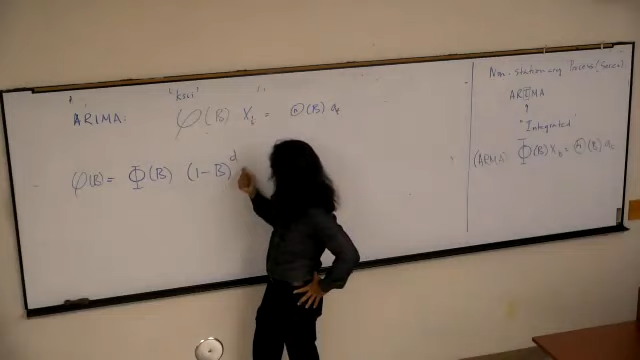 "ksai"
ARIMA: φ(B) X_t = Θ(B) a_t
φ(B) = Φ(B) (1-B)^d
Non-stationary Process (Series)
ARIMA
↑
"Integrated"
(ARMA) Φ(B) X_t = Θ(B) a_t